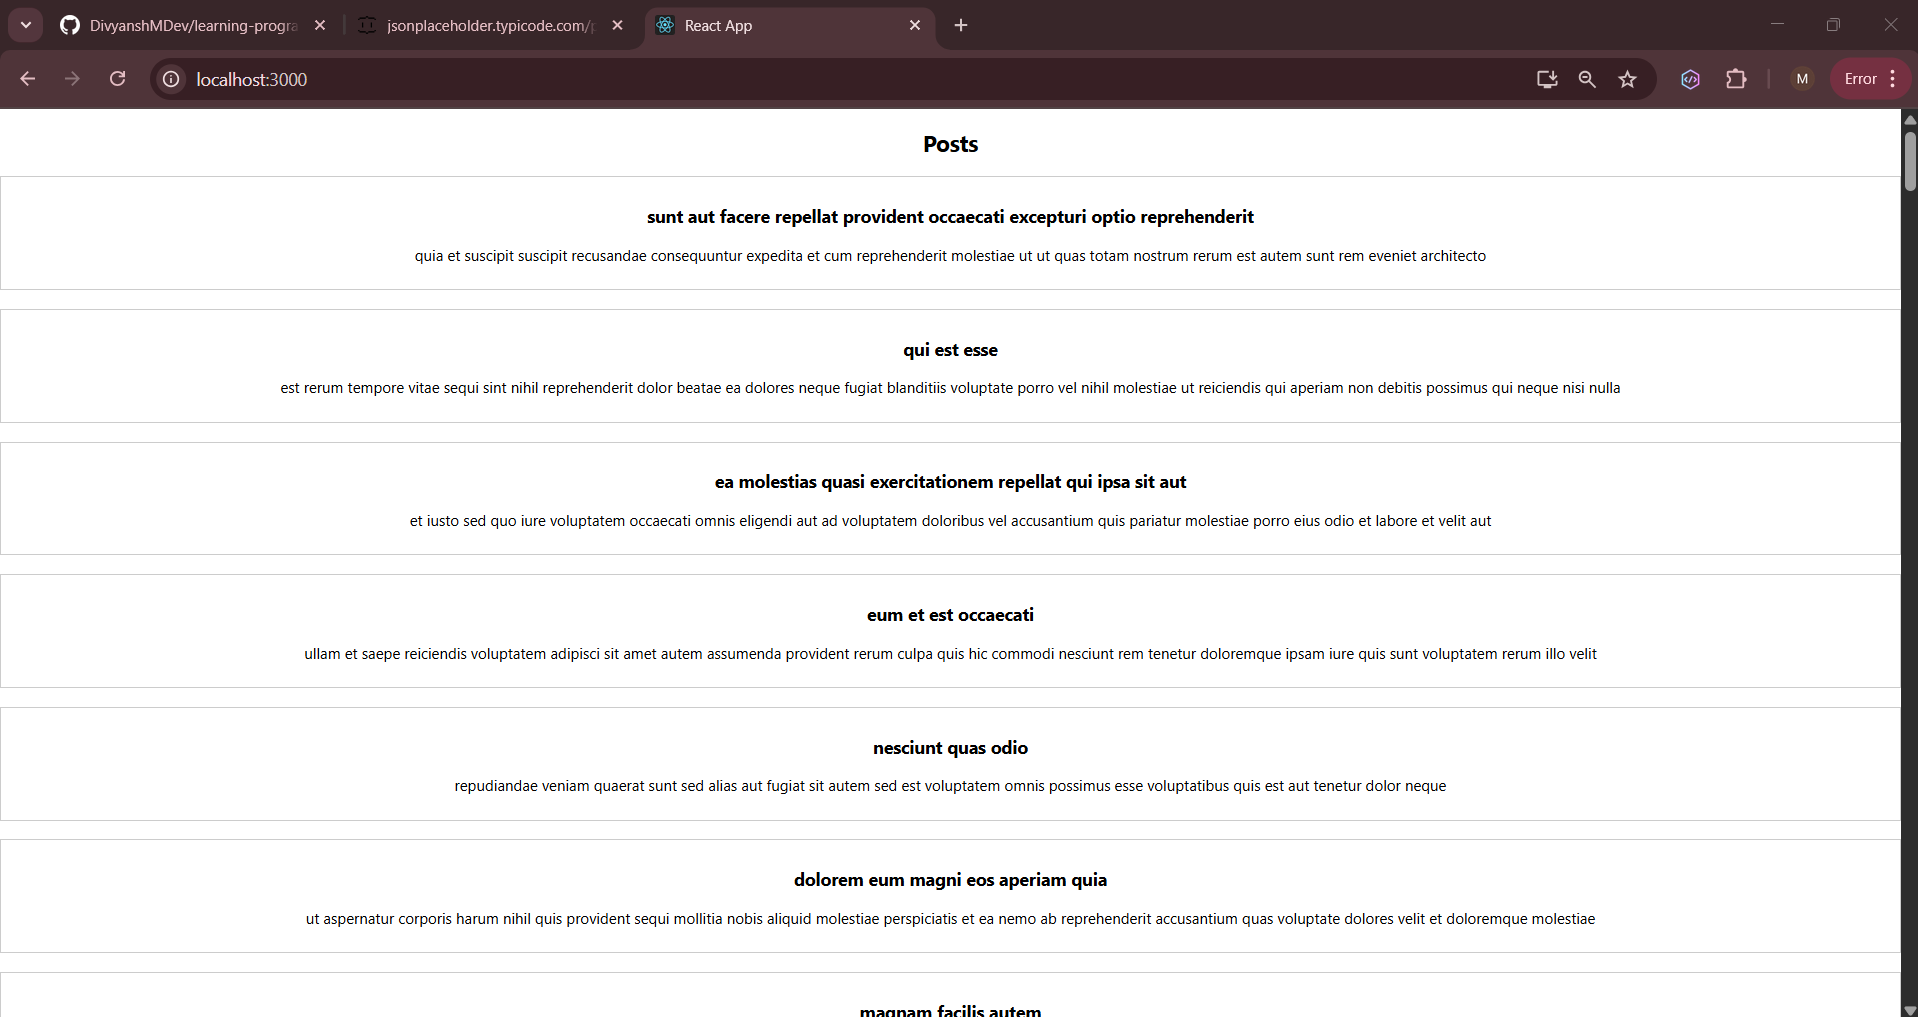 DivyanshMDev/learning-progra
jsonplaceholder.typicode.com/p
React App
localhost:3000
M
Error
Posts
sunt aut facere repellat provident occaecati excepturi optio reprehenderit
quia et suscipit suscipit recusandae consequuntur expedita et cum reprehenderit molestiae ut ut quas totam nostrum rerum est autem sunt rem eveniet architecto
qui est esse
est rerum tempore vitae sequi sint nihil reprehenderit dolor beatae ea dolores neque fugiat blanditiis voluptate porro vel nihil molestiae ut reiciendis qui aperiam non debitis possimus qui neque nisi nulla
ea molestias quasi exercitationem repellat qui ipsa sit aut
et iusto sed quo iure voluptatem occaecati omnis eligendi aut ad voluptatem doloribus vel accusantium quis pariatur molestiae porro eius odio et labore et velit aut
eum et est occaecati
ullam et saepe reiciendis voluptatem adipisci sit amet autem assumenda provident rerum culpa quis hic commodi nesciunt rem tenetur doloremque ipsam iure quis sunt voluptatem rerum illo velit
nesciunt quas odio
repudiandae veniam quaerat sunt sed alias aut fugiat sit autem sed est voluptatem omnis possimus esse voluptatibus quis est aut tenetur dolor neque
dolorem eum magni eos aperiam quia
ut aspernatur corporis harum nihil quis provident sequi mollitia nobis aliquid molestiae perspiciatis et ea nemo ab reprehenderit accusantium quas voluptate dolores velit et doloremque molestiae
magnam facilis autem